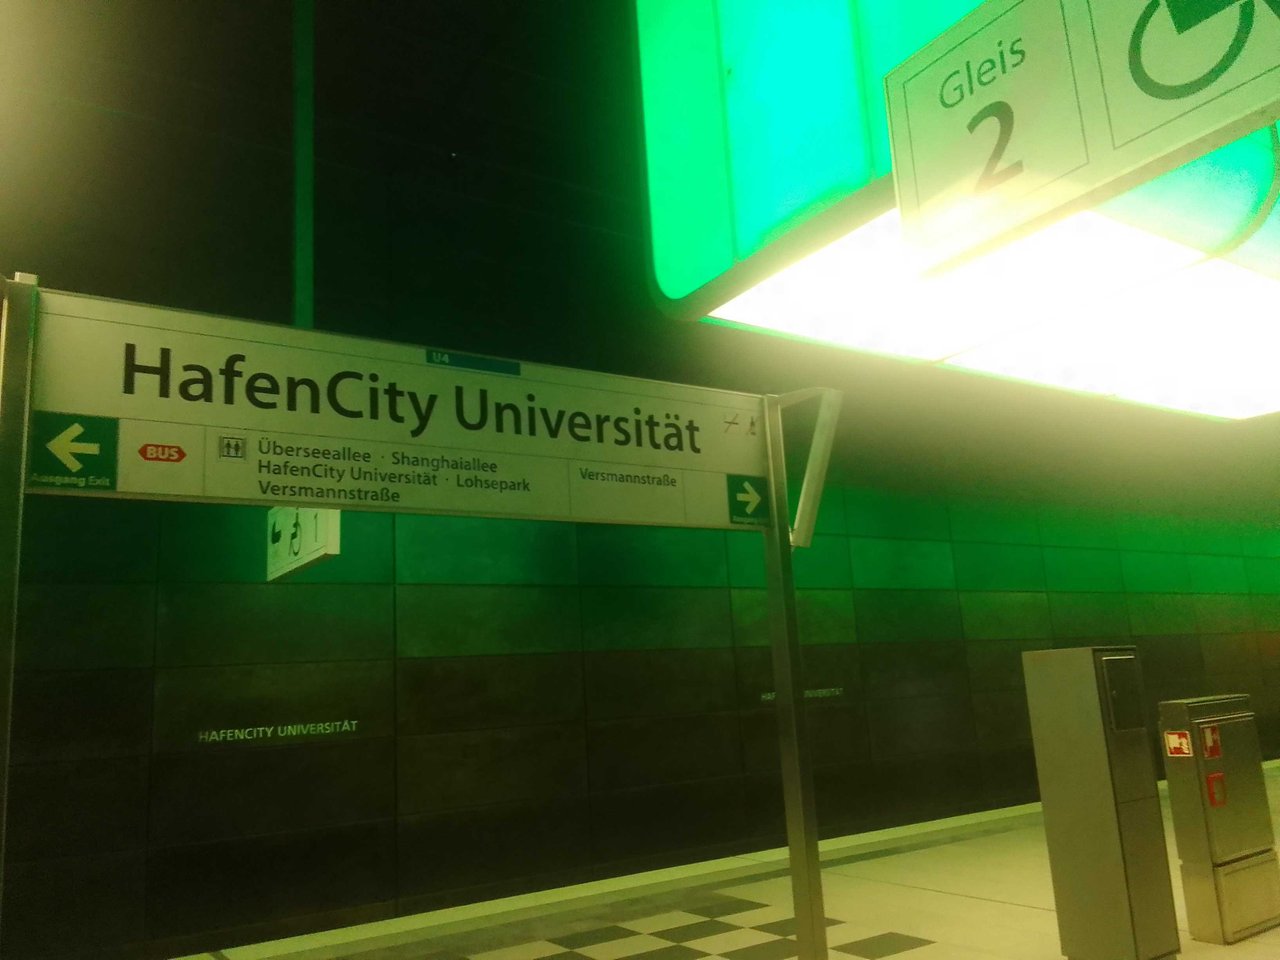 Gleis
2
U4
HafenCity Universität
BUS
Überseeallee · Shanghaiallee
HafenCity Universität · Lohsepark
Versmannstraße
Versmannstraße
Ausgang Exit
1
HAFENCITY UNIVERSITÄT